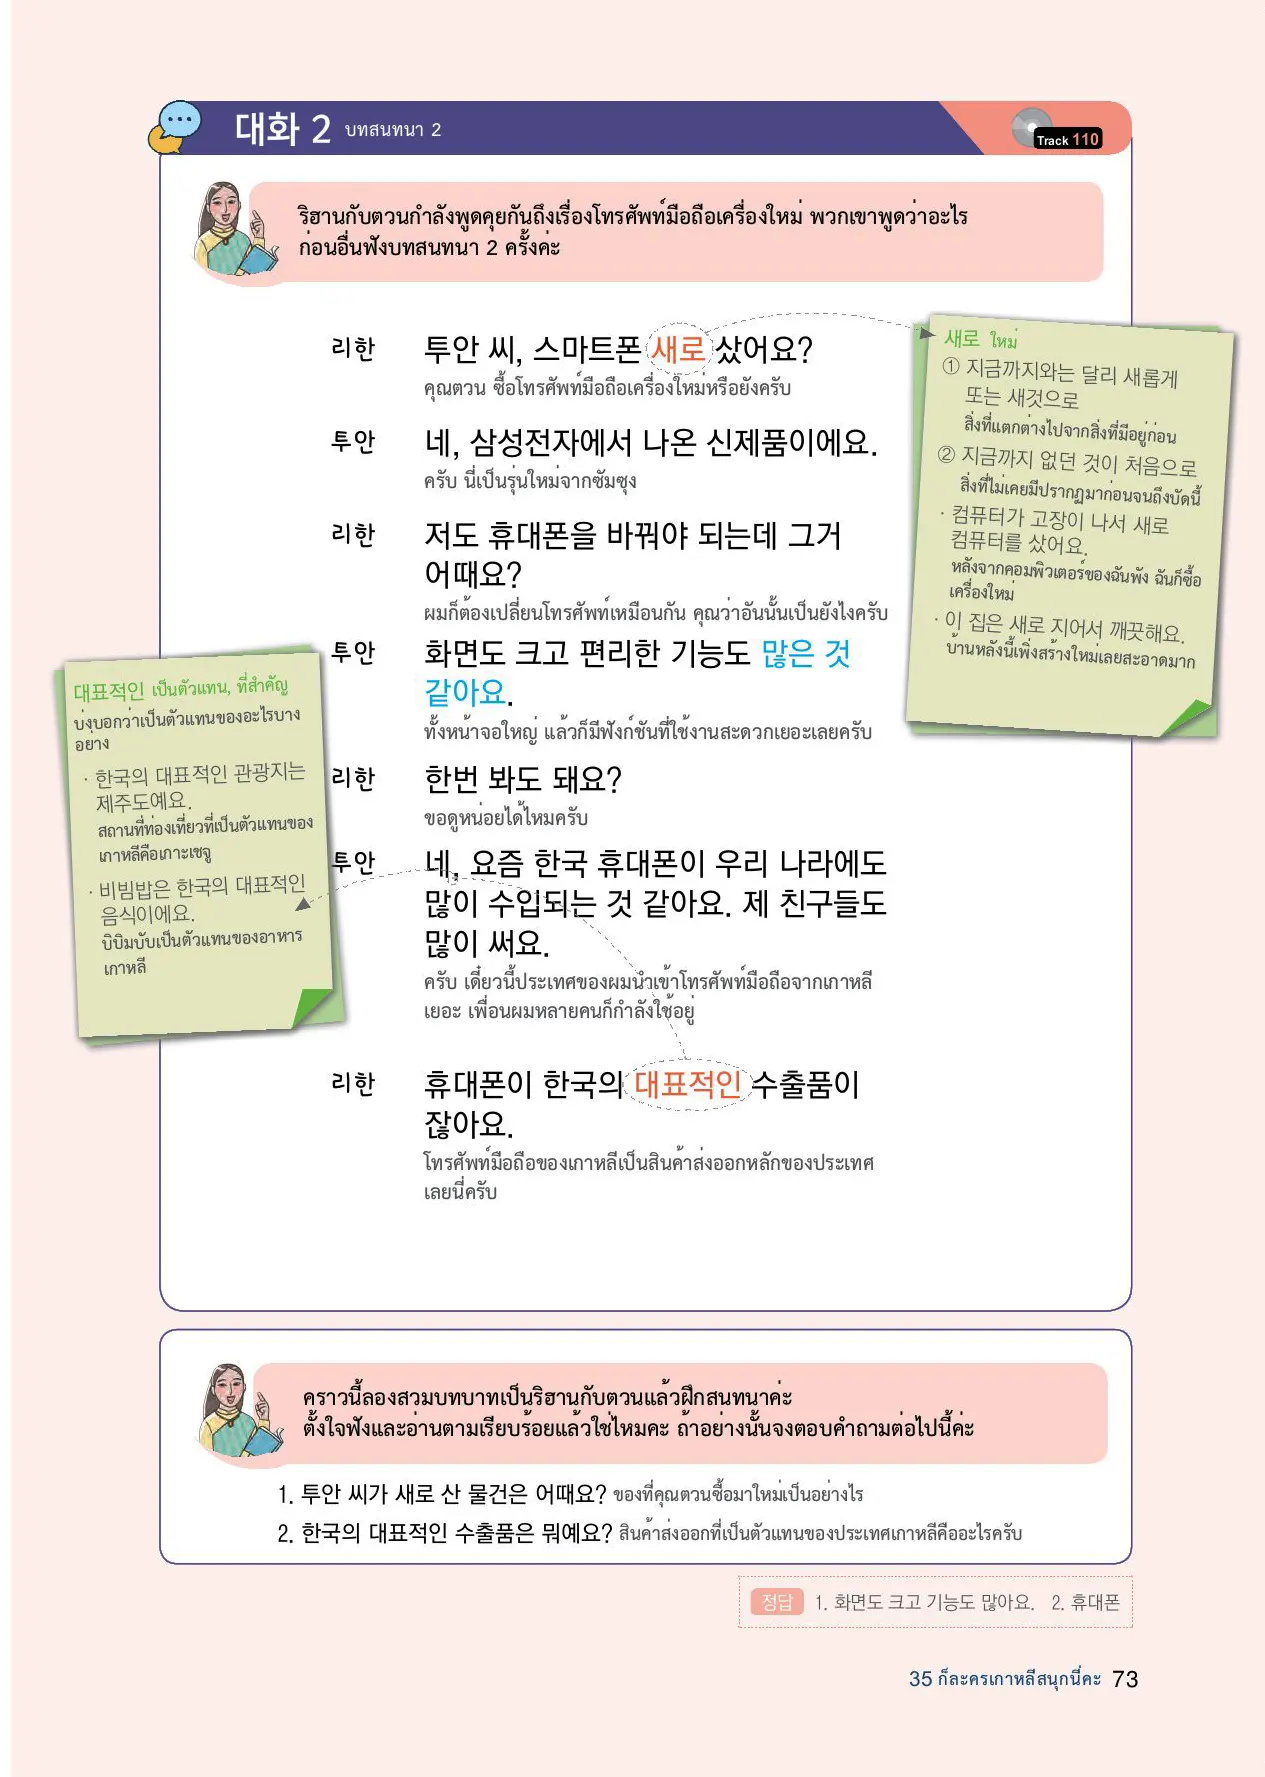 대화 2 บทสนทนา 2
Track 110
ริฮานกับตวนกำลังพูดคุยกันถึงเรื่องโทรศัพท์มือถือเครื่องใหม่ พวกเขาพูดว่าอะไร
ก่อนอื่นฟังบทสนทนา 2 ครั้งค่ะ
리한 투안 씨, 스마트폰 새로 샀어요?
คุณตวน ซื้อโทรศัพท์มือถือเครื่องใหม่หรือยังครับ
투안 네, 삼성전자에서 나온 신제품이에요.
ครับ นี่เป็นรุ่นใหม่จากซัมซุง
리한 저도 휴대폰을 바꿔야 되는데 그거
어때요?
ผมก็ต้องเปลี่ยนโทรศัพท์เหมือนกัน คุณว่าอันนั้นเป็นยังไงครับ
투안 화면도 크고 편리한 기능도 많은 것
같아요.
ทั้งหน้าจอใหญ่ แล้วก็มีฟังก์ชันที่ใช้งานสะดวกเยอะเลยครับ
리한 한번 봐도 돼요?
ขอดูหน่อยได้ไหมครับ
투안 네, 요즘 한국 휴대폰이 우리 나라에도
많이 수입되는 것 같아요. 제 친구들도
많이 써요.
ครับ เดี๋ยวนี้ประเทศของผมนำเข้าโทรศัพท์มือถือจากเกาหลี
เยอะ เพื่อนผมหลายคนก็กำลังใช้อยู่
리한 휴대폰이 한국의 대표적인 수출품이
잖아요.
โทรศัพท์มือถือของเกาหลีเป็นสินค้าส่งออกหลักของประเทศ
เลยนี่ครับ
새로 ใหม่
① 지금까지와는 달리 새롭게
또는 새것으로
สิ่งที่แตกต่างไปจากสิ่งที่มีอยู่ก่อน
② 지금까지 없던 것이 처음으로
สิ่งที่ไม่เคยมีปรากฏมาก่อนจนถึงบัดนี้
· 컴퓨터가 고장이 나서 새로
컴퓨터를 샀어요.
หลังจากคอมพิวเตอร์ของฉันพัง ฉันก็ซื้อ
เครื่องใหม่
· 이 집은 새로 지어서 깨끗해요.
บ้านหลังนี้เพิ่งสร้างใหม่เลยสะอาดมาก
대표적인 เป็นตัวแทน, ที่สำคัญ
บ่งบอกว่าเป็นตัวแทนของอะไรบาง
อย่าง
· 한국의 대표적인 관광지는
제주도예요.
สถานที่ท่องเที่ยวที่เป็นตัวแทนของ
เกาหลีคือเกาะเชจู
· 비빔밥은 한국의 대표적인
음식이에요.
บิบิมบับเป็นตัวแทนของอาหาร
เกาหลี
คราวนี้ลองสวมบทบาทเป็นริฮานกับตวนแล้วฝึกสนทนาค่ะ
ตั้งใจฟังและอ่านตามเรียบร้อยแล้วใช่ไหมคะ ถ้าอย่างนั้นจงตอบคำถามต่อไปนี้ค่ะ
1. 투안 씨가 새로 산 물건은 어때요? ของที่คุณตวนซื้อมาใหม่เป็นอย่างไร
2. 한국의 대표적인 수출품은 뭐예요? สินค้าส่งออกที่เป็นตัวแทนของประเทศเกาหลีคืออะไรครับ
정답 1. 화면도 크고 기능도 많아요. 2. 휴대폰
35 ก็ละครเกาหลีสนุกนี่คะ 73